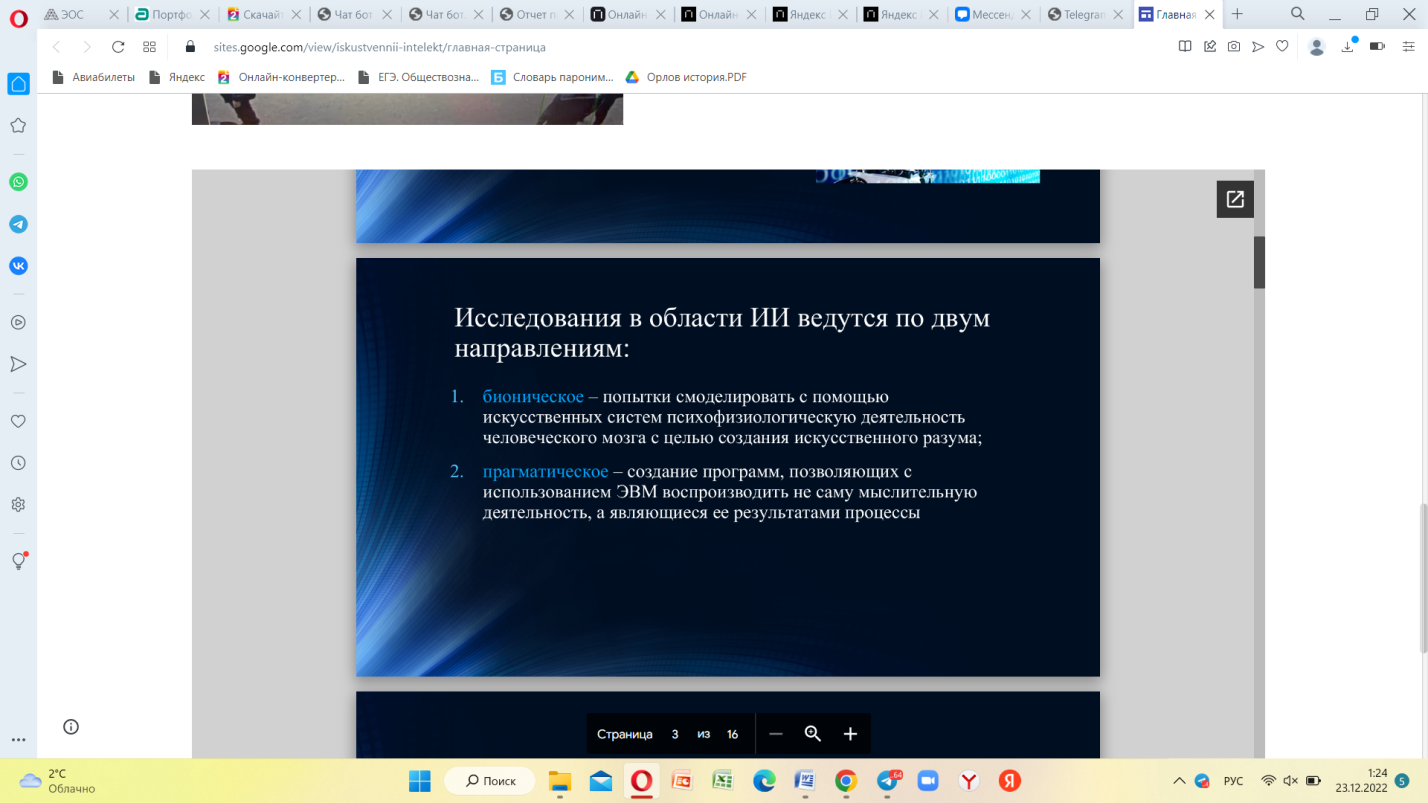 ЭОС
Портфо
Скачай
Чат бот
Чат бот
Отчет п
Онлайн
Онлайн
Яндекс
Яндекс
Мессен
Telegram
Главная
sites.google.com/view/iskustvennii-intelekt/главная-страница
Авиабилеты
Яндекс
Онлайн-конвертер...
ЕГЭ. Обществозна...
Словарь пароним...
Орлов история.PDF
Исследования в области ИИ ведутся по двум
направлениям:
1. бионическое – попытки смоделировать с помощью
искусственных систем психофизиологическую деятельность
человеческого мозга с целью создания искусственного разума;
2. прагматическое – создание программ, позволяющих с
использованием ЭВМ воспроизводить не саму мыслительную
деятельность, а являющиеся ее результатами процессы
Страница 3 из 16
2°C
Облачно
Поиск
64
РУС
1:24
23.12.2022
5